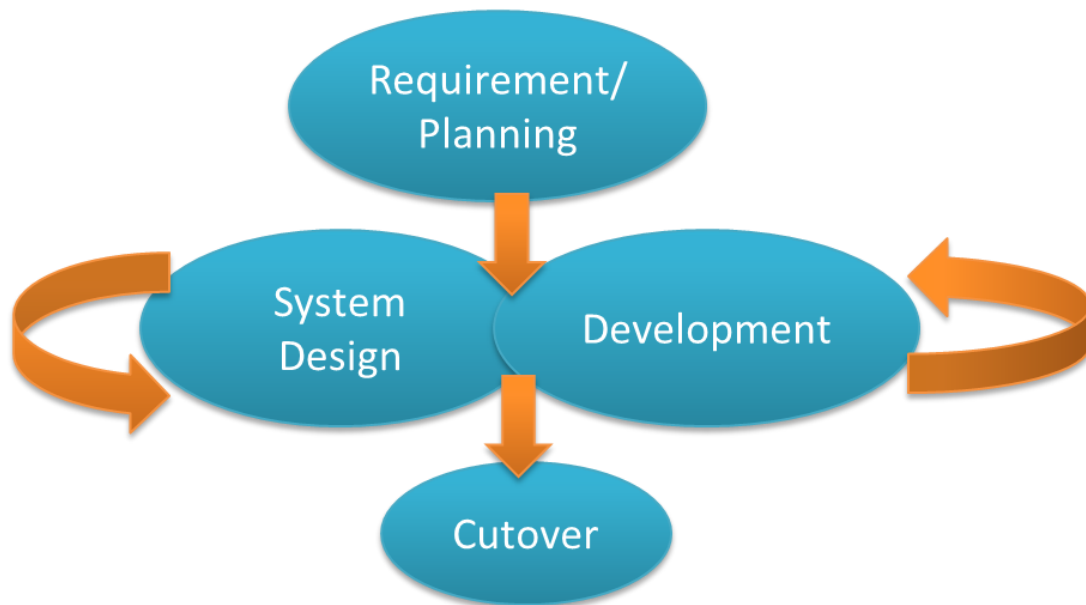 Requirement/
Planning
System
Design
Development
Cutover